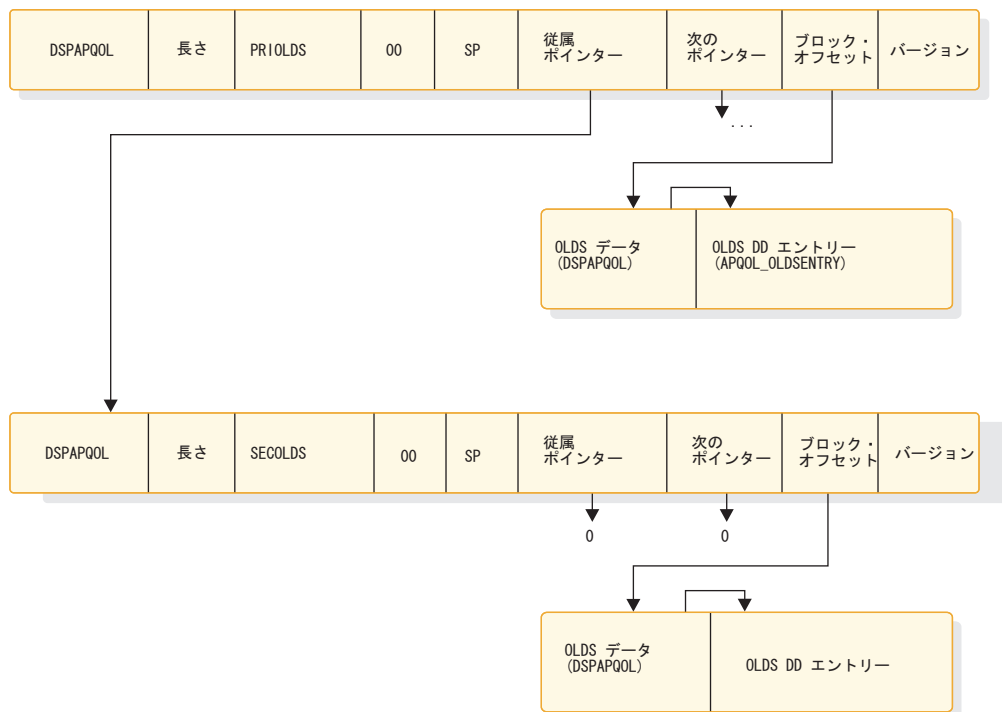 DSPAPQOL
長さ
PRIOLDS
00
SP
従属
ポインター
次の
ポインター
ブロック・
オフセット
バージョン
...
OLDS データ
(DSPAPQOL)
OLDS DD エントリー
(APQOL_OLDSENTRY)
DSPAPQOL
長さ
SECOLDS
00
SP
従属
ポインター
次の
ポインター
ブロック・
オフセット
バージョン
0
0
OLDS データ
(DSPAPQOL)
OLDS DD エントリー